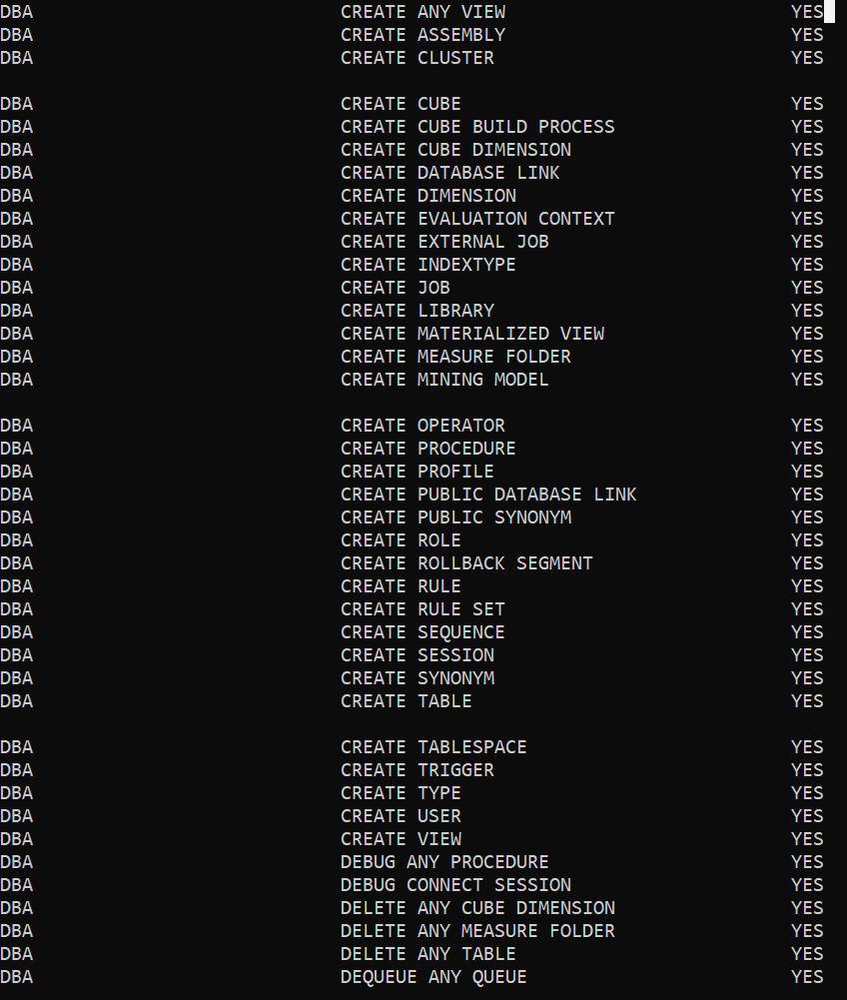 DBA CREATE ANY VIEW YES
DBA CREATE ASSEMBLY YES
DBA CREATE CLUSTER YES
DBA CREATE CUBE YES
DBA CREATE CUBE BUILD PROCESS YES
DBA CREATE CUBE DIMENSION YES
DBA CREATE DATABASE LINK YES
DBA CREATE DIMENSION YES
DBA CREATE EVALUATION CONTEXT YES
DBA CREATE EXTERNAL JOB YES
DBA CREATE INDEXTYPE YES
DBA CREATE JOB YES
DBA CREATE LIBRARY YES
DBA CREATE MATERIALIZED VIEW YES
DBA CREATE MEASURE FOLDER YES
DBA CREATE MINING MODEL YES
DBA CREATE OPERATOR YES
DBA CREATE PROCEDURE YES
DBA CREATE PROFILE YES
DBA CREATE PUBLIC DATABASE LINK YES
DBA CREATE PUBLIC SYNONYM YES
DBA CREATE ROLE YES
DBA CREATE ROLLBACK SEGMENT YES
DBA CREATE RULE YES
DBA CREATE RULE SET YES
DBA CREATE SEQUENCE YES
DBA CREATE SESSION YES
DBA CREATE SYNONYM YES
DBA CREATE TABLE YES
DBA CREATE TABLESPACE YES
DBA CREATE TRIGGER YES
DBA CREATE TYPE YES
DBA CREATE USER YES
DBA CREATE VIEW YES
DBA DEBUG ANY PROCEDURE YES
DBA DEBUG CONNECT SESSION YES
DBA DELETE ANY CUBE DIMENSION YES
DBA DELETE ANY MEASURE FOLDER YES
DBA DELETE ANY TABLE YES
DBA DEQUEUE ANY QUEUE YES